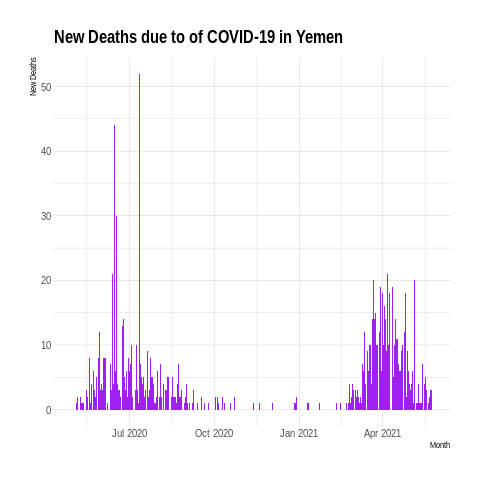 New Deaths due to of COVID-19 in Yemen
New Deaths
50
40
30
20
10
0
Jul 2020 Oct 2020 Jan 2021 Apr 2021
Month